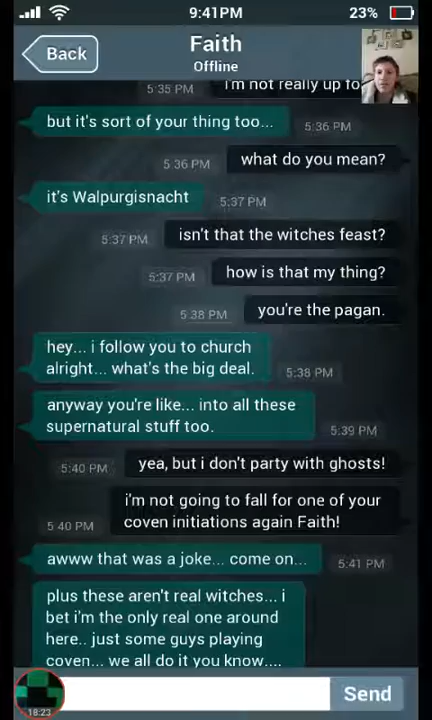 9:41PM
23%
Back
Faith
Offline
i'm not really up fo
5:35 PM
but it's sort of your thing too...
5:36 PM
what do you mean?
5:36 PM
it's Walpurgisnacht
5:37 PM
isn't that the witches feast?
5:37 PM
how is that my thing?
5:37 PM
you're the pagan.
5:38 PM
hey... i follow you to church
alright... what's the big deal.
5:38 PM
anyway you're like... into all these
supernatural stuff too.
5:39 PM
yea, but i don't party with ghosts!
5:40 PM
i'm not going to fall for one of your
coven initiations again Faith!
5:40 PM
awww that was a joke... come on...
5:41 PM
plus these aren't real witches... i
bet i'm the only real one around
here.. just some guys playing
coven... we all do it you know....
Send
18:23